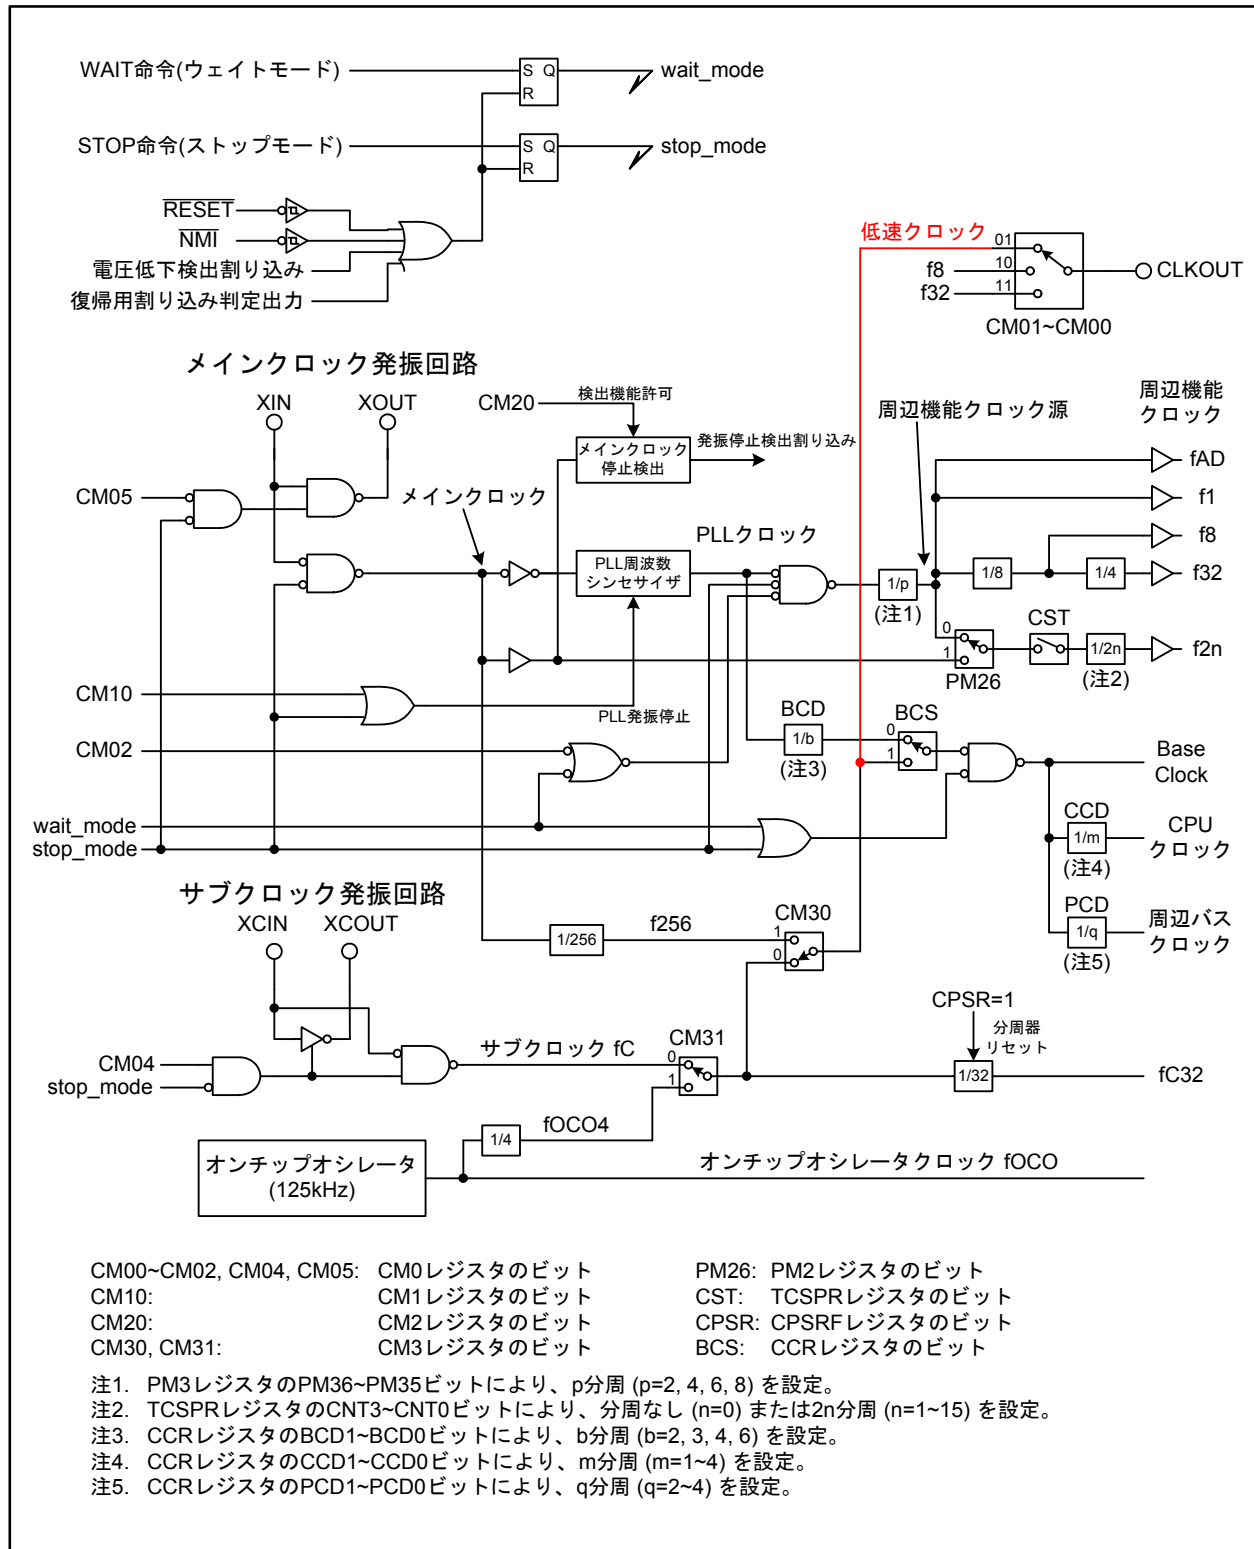 WAIT命令(ウェイトモード)
S Q
R
wait_mode
STOP命令(ストップモード)
S Q
R
stop_mode
RESET
NMI
電圧低下検出割り込み
復帰用割り込み判定出力
低速クロック
01
f8
10
f32
11
CLKOUT
CM01~CM00
メインクロック発振回路
XIN
XOUT
CM20
検出機能許可
メインクロック
停止検出
発振停止検出割り込み
周辺機能クロック源
周辺機能
クロック
fAD
CM05
メインクロック
f1
PLLクロック
f8
PLL周波数
シンセサイザ
1/p
(注1)
1/8
1/4
f32
0
1
PM26
CST
1/2n
(注2)
f2n
CM10
PLL発振停止
CM02
BCD
1/b
(注3)
BCS
0
1
Base
Clock
wait_mode
stop_mode
CCD
1/m
(注4)
CPU
クロック
サブクロック発振回路
XCIN
XCOUT
1/256
f256
CM30
1
0
PCD
1/q
(注5)
周辺バス
クロック
CPSR=1
分周器
リセット
CM04
stop_mode
サブクロック fC
CM31
0
1
1/32
fC32
1/4
fOCO4
オンチップオシレータ
(125kHz)
オンチップオシレータクロック fOCO
CM00~CM02, CM04, CM05: CM0レジスタのビット
CM10: CM1レジスタのビット
CM20: CM2レジスタのビット
CM30, CM31: CM3レジスタのビット
PM26: PM2レジスタのビット
CST: TCSPRレジスタのビット
CPSR: CPSRFレジスタのビット
BCS: CCRレジスタのビット
注1. PM3レジスタのPM36~PM35ビットにより、p分周 (p=2, 4, 6, 8) を設定。
注2. TCSPRレジスタのCNT3~CNT0ビットにより、分周なし (n=0) または2n分周 (n=1~15) を設定。
注3. CCRレジスタのBCD1~BCD0ビットにより、b分周 (b=2, 3, 4, 6) を設定。
注4. CCRレジスタのCCD1~CCD0ビットにより、m分周 (m=1~4) を設定。
注5. CCRレジスタのPCD1~PCD0ビットにより、q分周 (q=2~4) を設定。